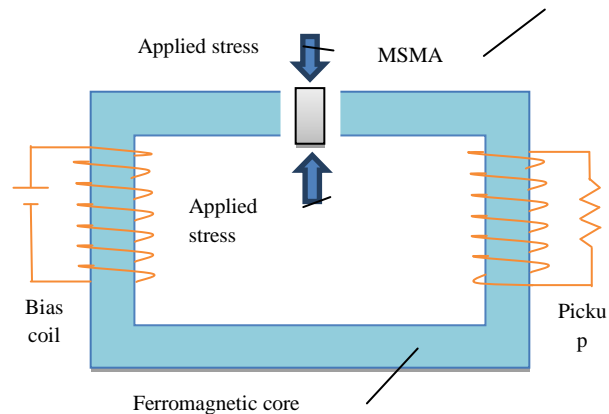 Applied stress
MSMA
Applied
stress
Bias
coil
Picku
p
Ferromagnetic core